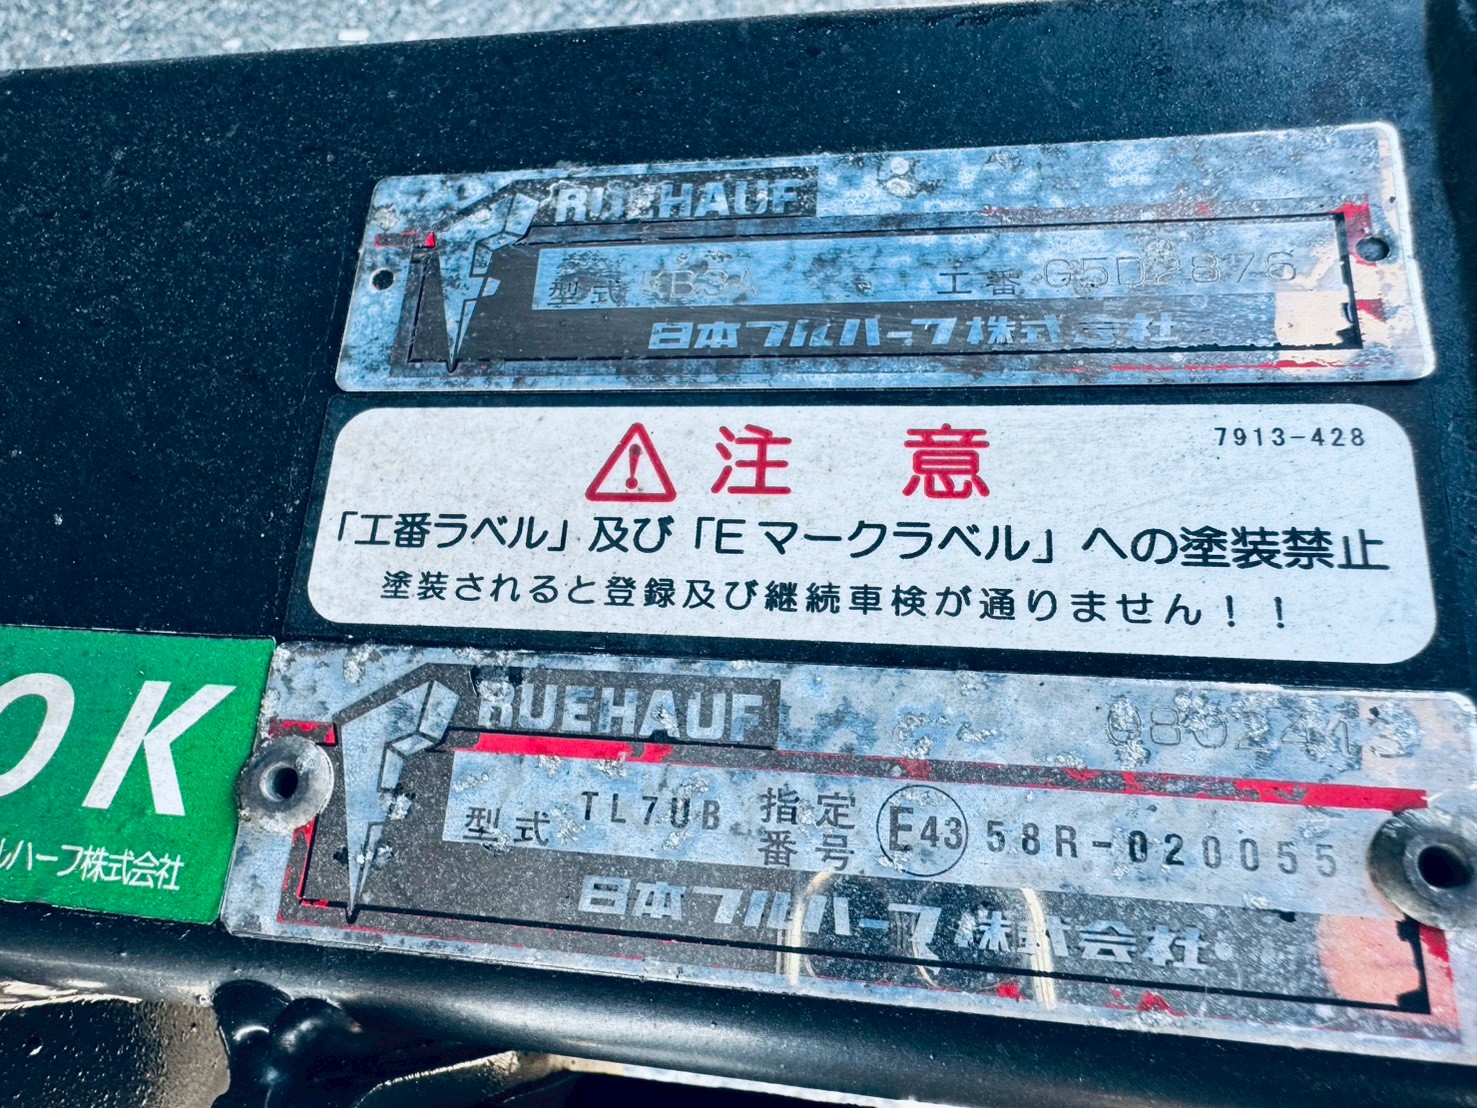 RUEHAUF
型式 KB3A 工番 G5D2876
日本フルハーフ株式会社
注 意
7913-428
「工番ラベル」及び「Eマークラベル」への塗装禁止
塗装されると登録及び継続車検が通りません！！
OK
ルハーフ株式会社
RUEHAUF
型式 TL7UB 指定番号 E43 58R-020055
日本フルハーフ株式会社